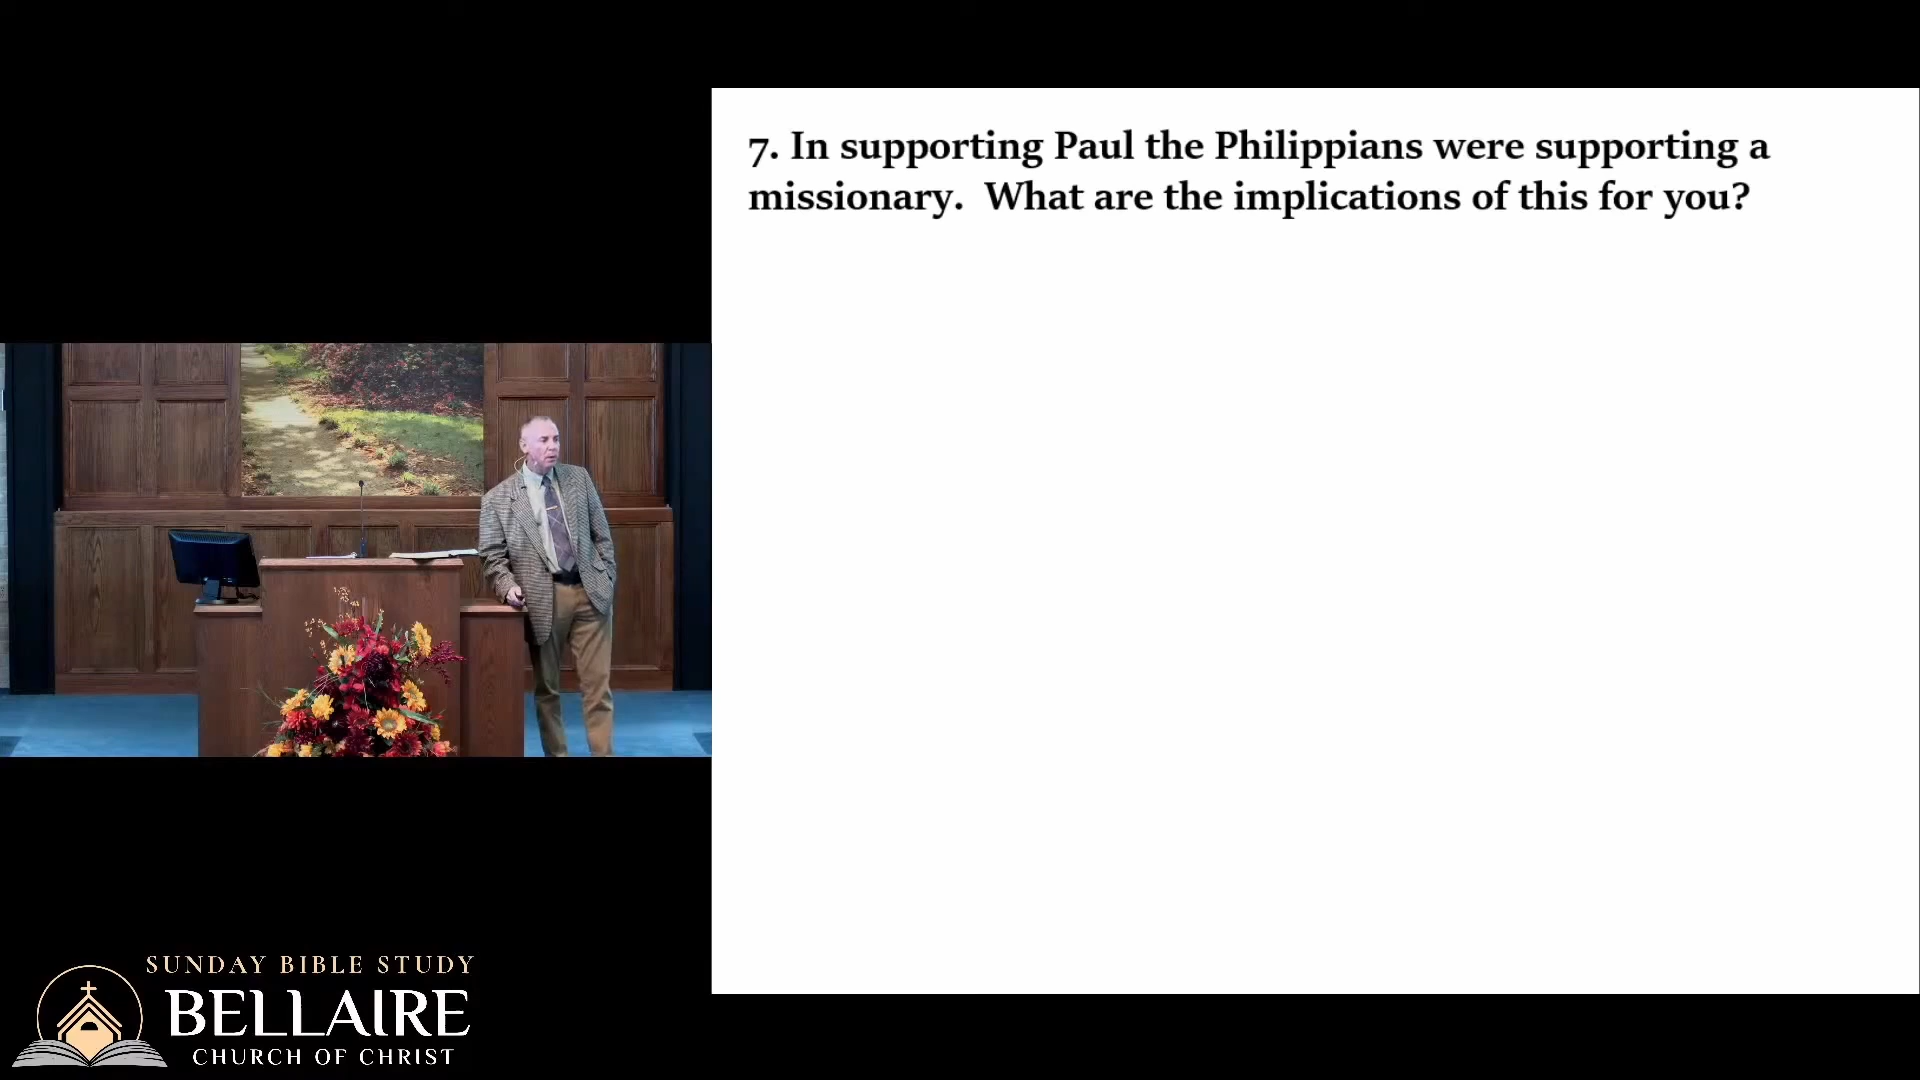 7. In supporting Paul the Philippians were supporting a
missionary.  What are the implications of this for you?
SUNDAY BIBLE STUDY
BELLAIRE
CHURCH OF CHRIST